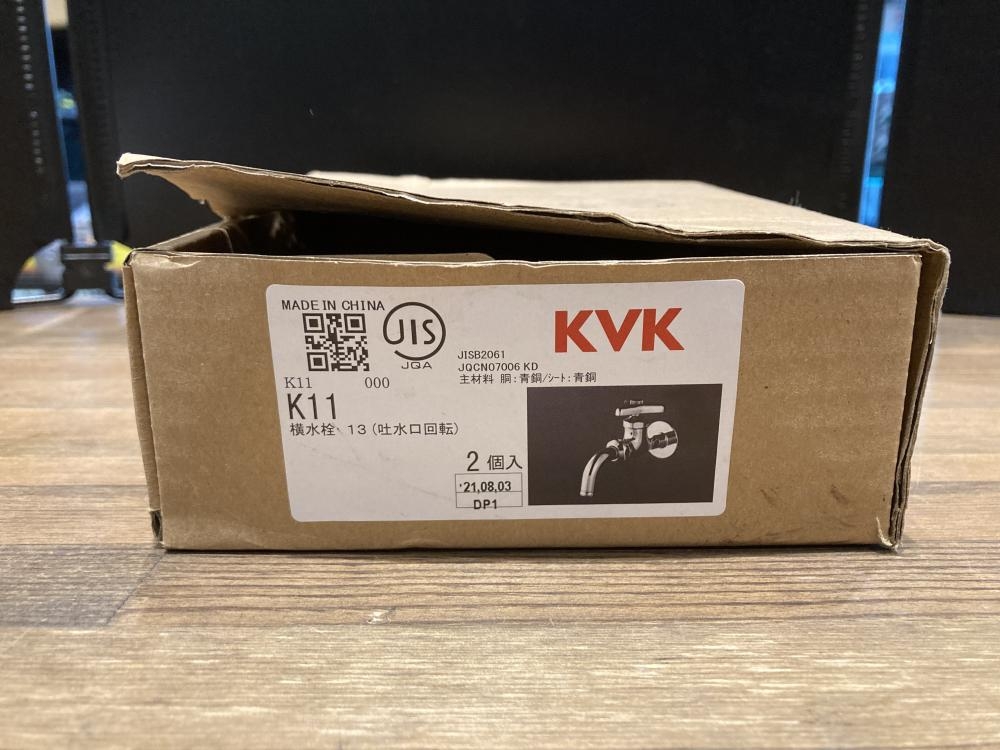 MADE IN CHINA
JIS
JQA
KVK
JISB2061
JQCN07006 KD
主材料 胴:青銅/シート:青銅
K11 000
K11
横水栓 13 (吐水口回転)
2個入
'21,08,03
DP1